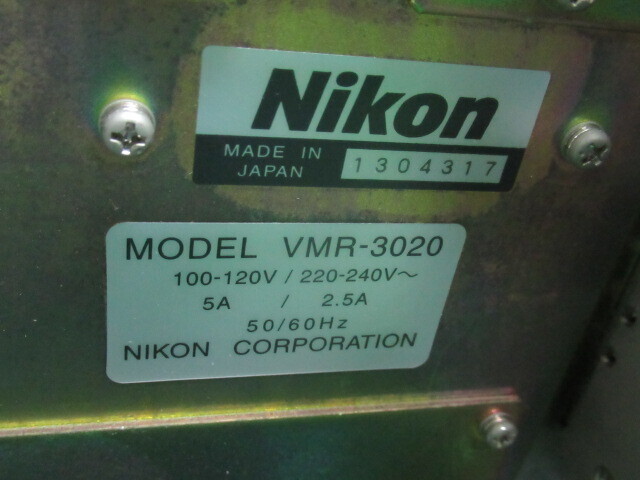 Nikon
MADE IN
JAPAN
1304317
MODEL VMR-3020
100-120V / 220-240V~
5A / 2.5A
50/60Hz
NIKON CORPORATION